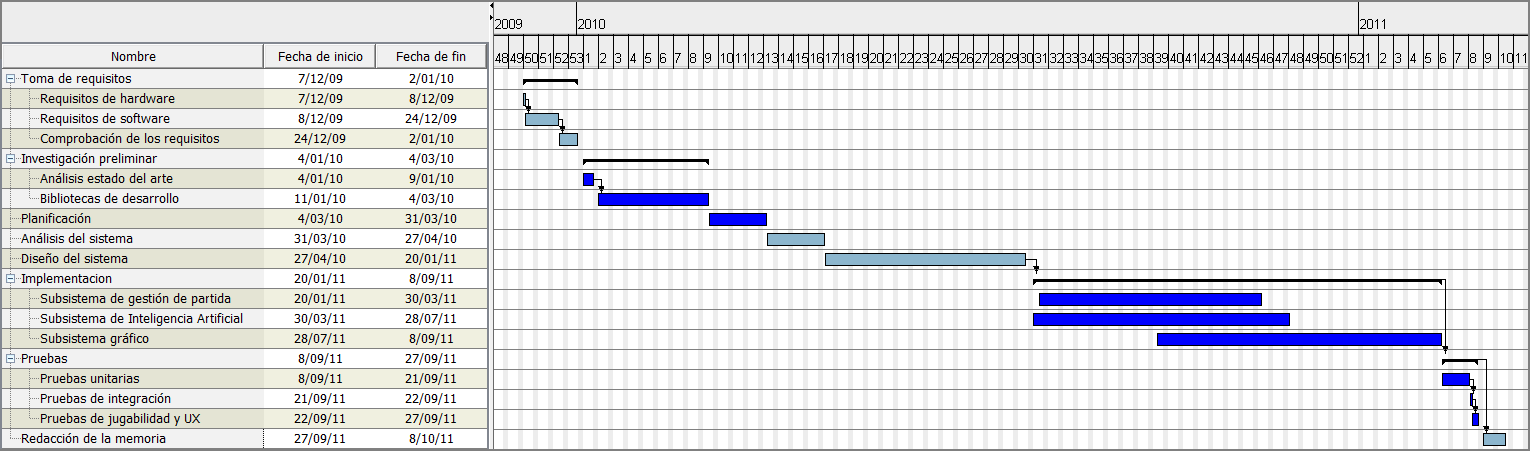 2009 2010 2011
Nombre Fecha de inicio Fecha de fin 48 49 50 51 52 53 1 2 3 4 5 6 7 8 9 10 11 12 13 14 15 16 17 18 19 20 21 22 23 24 25 26 27 28 29 30 31 32 33 34 35 36 37 38 39 40 41 42 43 44 45 46 47 48 49 50 51 52 1 2 3 4 5 6 7 8 9 10 11
Toma de requisitos 7/12/09 2/01/10
Requisitos de hardware 7/12/09 8/12/09
Requisitos de software 8/12/09 24/12/09
Comprobación de los requisitos 24/12/09 2/01/10
Investigación preliminar 4/01/10 4/03/10
Análisis estado del arte 4/01/10 9/01/10
Bibliotecas de desarrollo 11/01/10 4/03/10
Planificación 4/03/10 31/03/10
Análisis del sistema 31/03/10 27/04/10
Diseño del sistema 27/04/10 20/01/11
Implementacion 20/01/11 8/09/11
Subsistema de gestión de partida 20/01/11 30/03/11
Subsistema de Inteligencia Artificial 30/03/11 28/07/11
Subsistema gráfico 28/07/11 8/09/11
Pruebas 8/09/11 27/09/11
Pruebas unitarias 8/09/11 21/09/11
Pruebas de integración 21/09/11 22/09/11
Pruebas de jugabilidad y UX 22/09/11 27/09/11
Redacción de la memoria 27/09/11 8/10/11